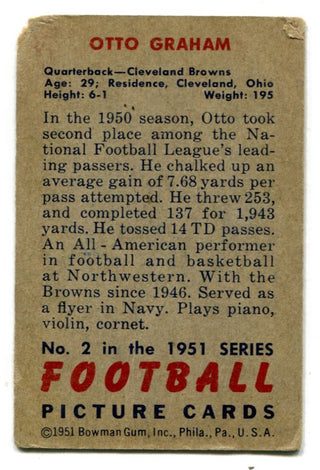 OTTO GRAHAM
Quarterback—Cleveland Browns
Age: 29; Residence, Cleveland, Ohio
Height: 6-1 Weight: 195
In the 1950 season, Otto took
second place among the Na-
tional Football League's lead-
ing passers. He chalked up an
average gain of 7.68 yards per
pass attempted. He threw 253,
and completed 137 for 1,943
yards. He tossed 14 TD passes.
An All - American performer
in football and basketball
at Northwestern. With the
Browns since 1946. Served as
a flyer in Navy. Plays piano,
violin, cornet.
No. 2 in the 1951 SERIES
FOOTBALL
PICTURE CARDS
©1951 Bowman Gum, Inc., Phila., Pa., U. S. A.